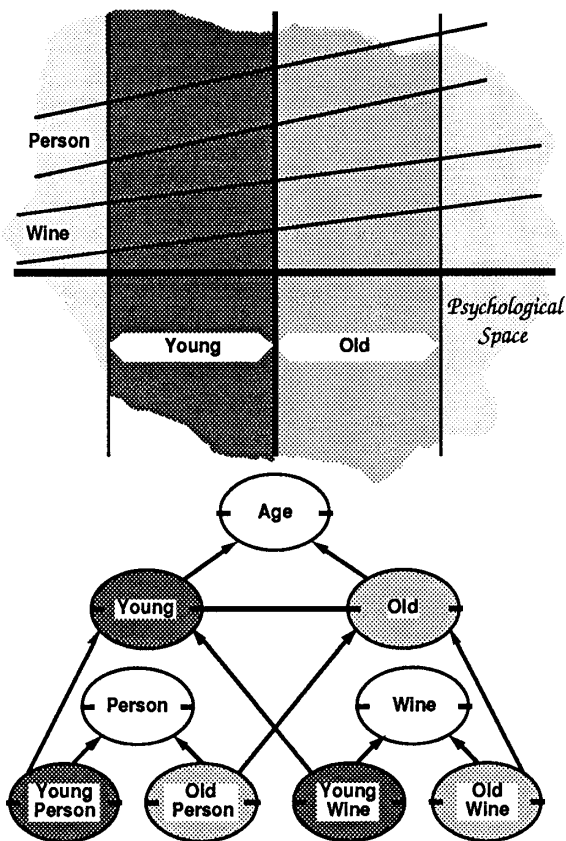 Person
Wine
Psychological
Space
Young
Old
Age
Young
Old
Person
Wine
Young
Person
Old
Person
Young
Wine
Old
Wine